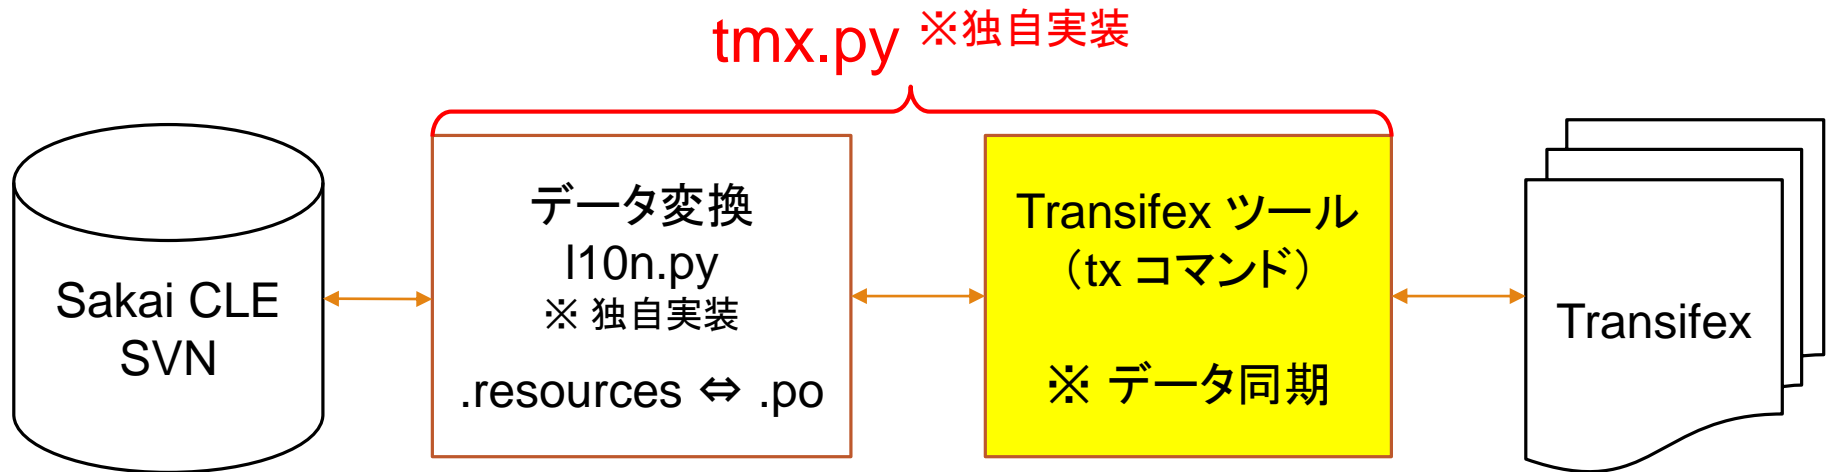 tmx.py ※独自実装
Sakai CLE
SVN
データ変換
l10n.py
※ 独自実装
.resources ⇔ .po
Transifex ツール
（tx コマンド）
※ データ同期
Transifex